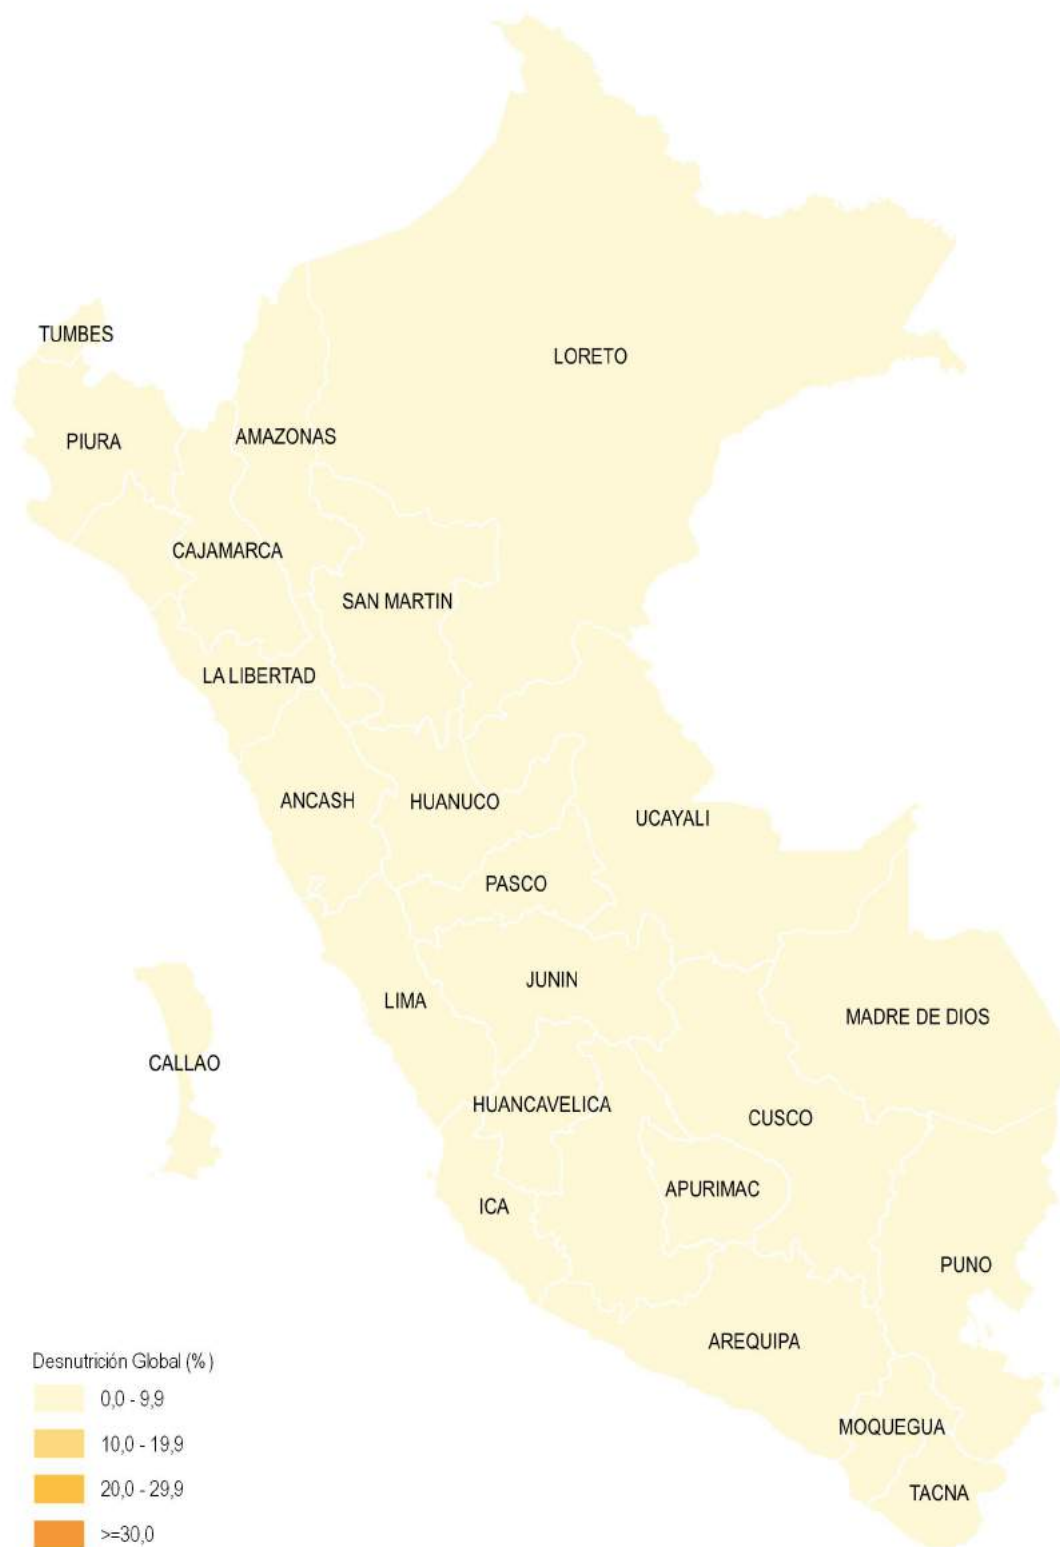 TUMBES
LORETO
PIURA
AMAZONAS
CAJAMARCA
SAN MARTIN
LA LIBERTAD
ANCASH
HUANUCO
UCAYALI
PASCO
JUNIN
LIMA
MADRE DE DIOS
CALLAO
HUANCAVELICA
CUSCO
APURIMAC
ICA
PUNO
AREQUIPA
Desnutrición Global (%)
0,0 - 9,9
MOQUEGUA
10,0 - 19,9
20,0 - 29,9
TACNA
>=30,0